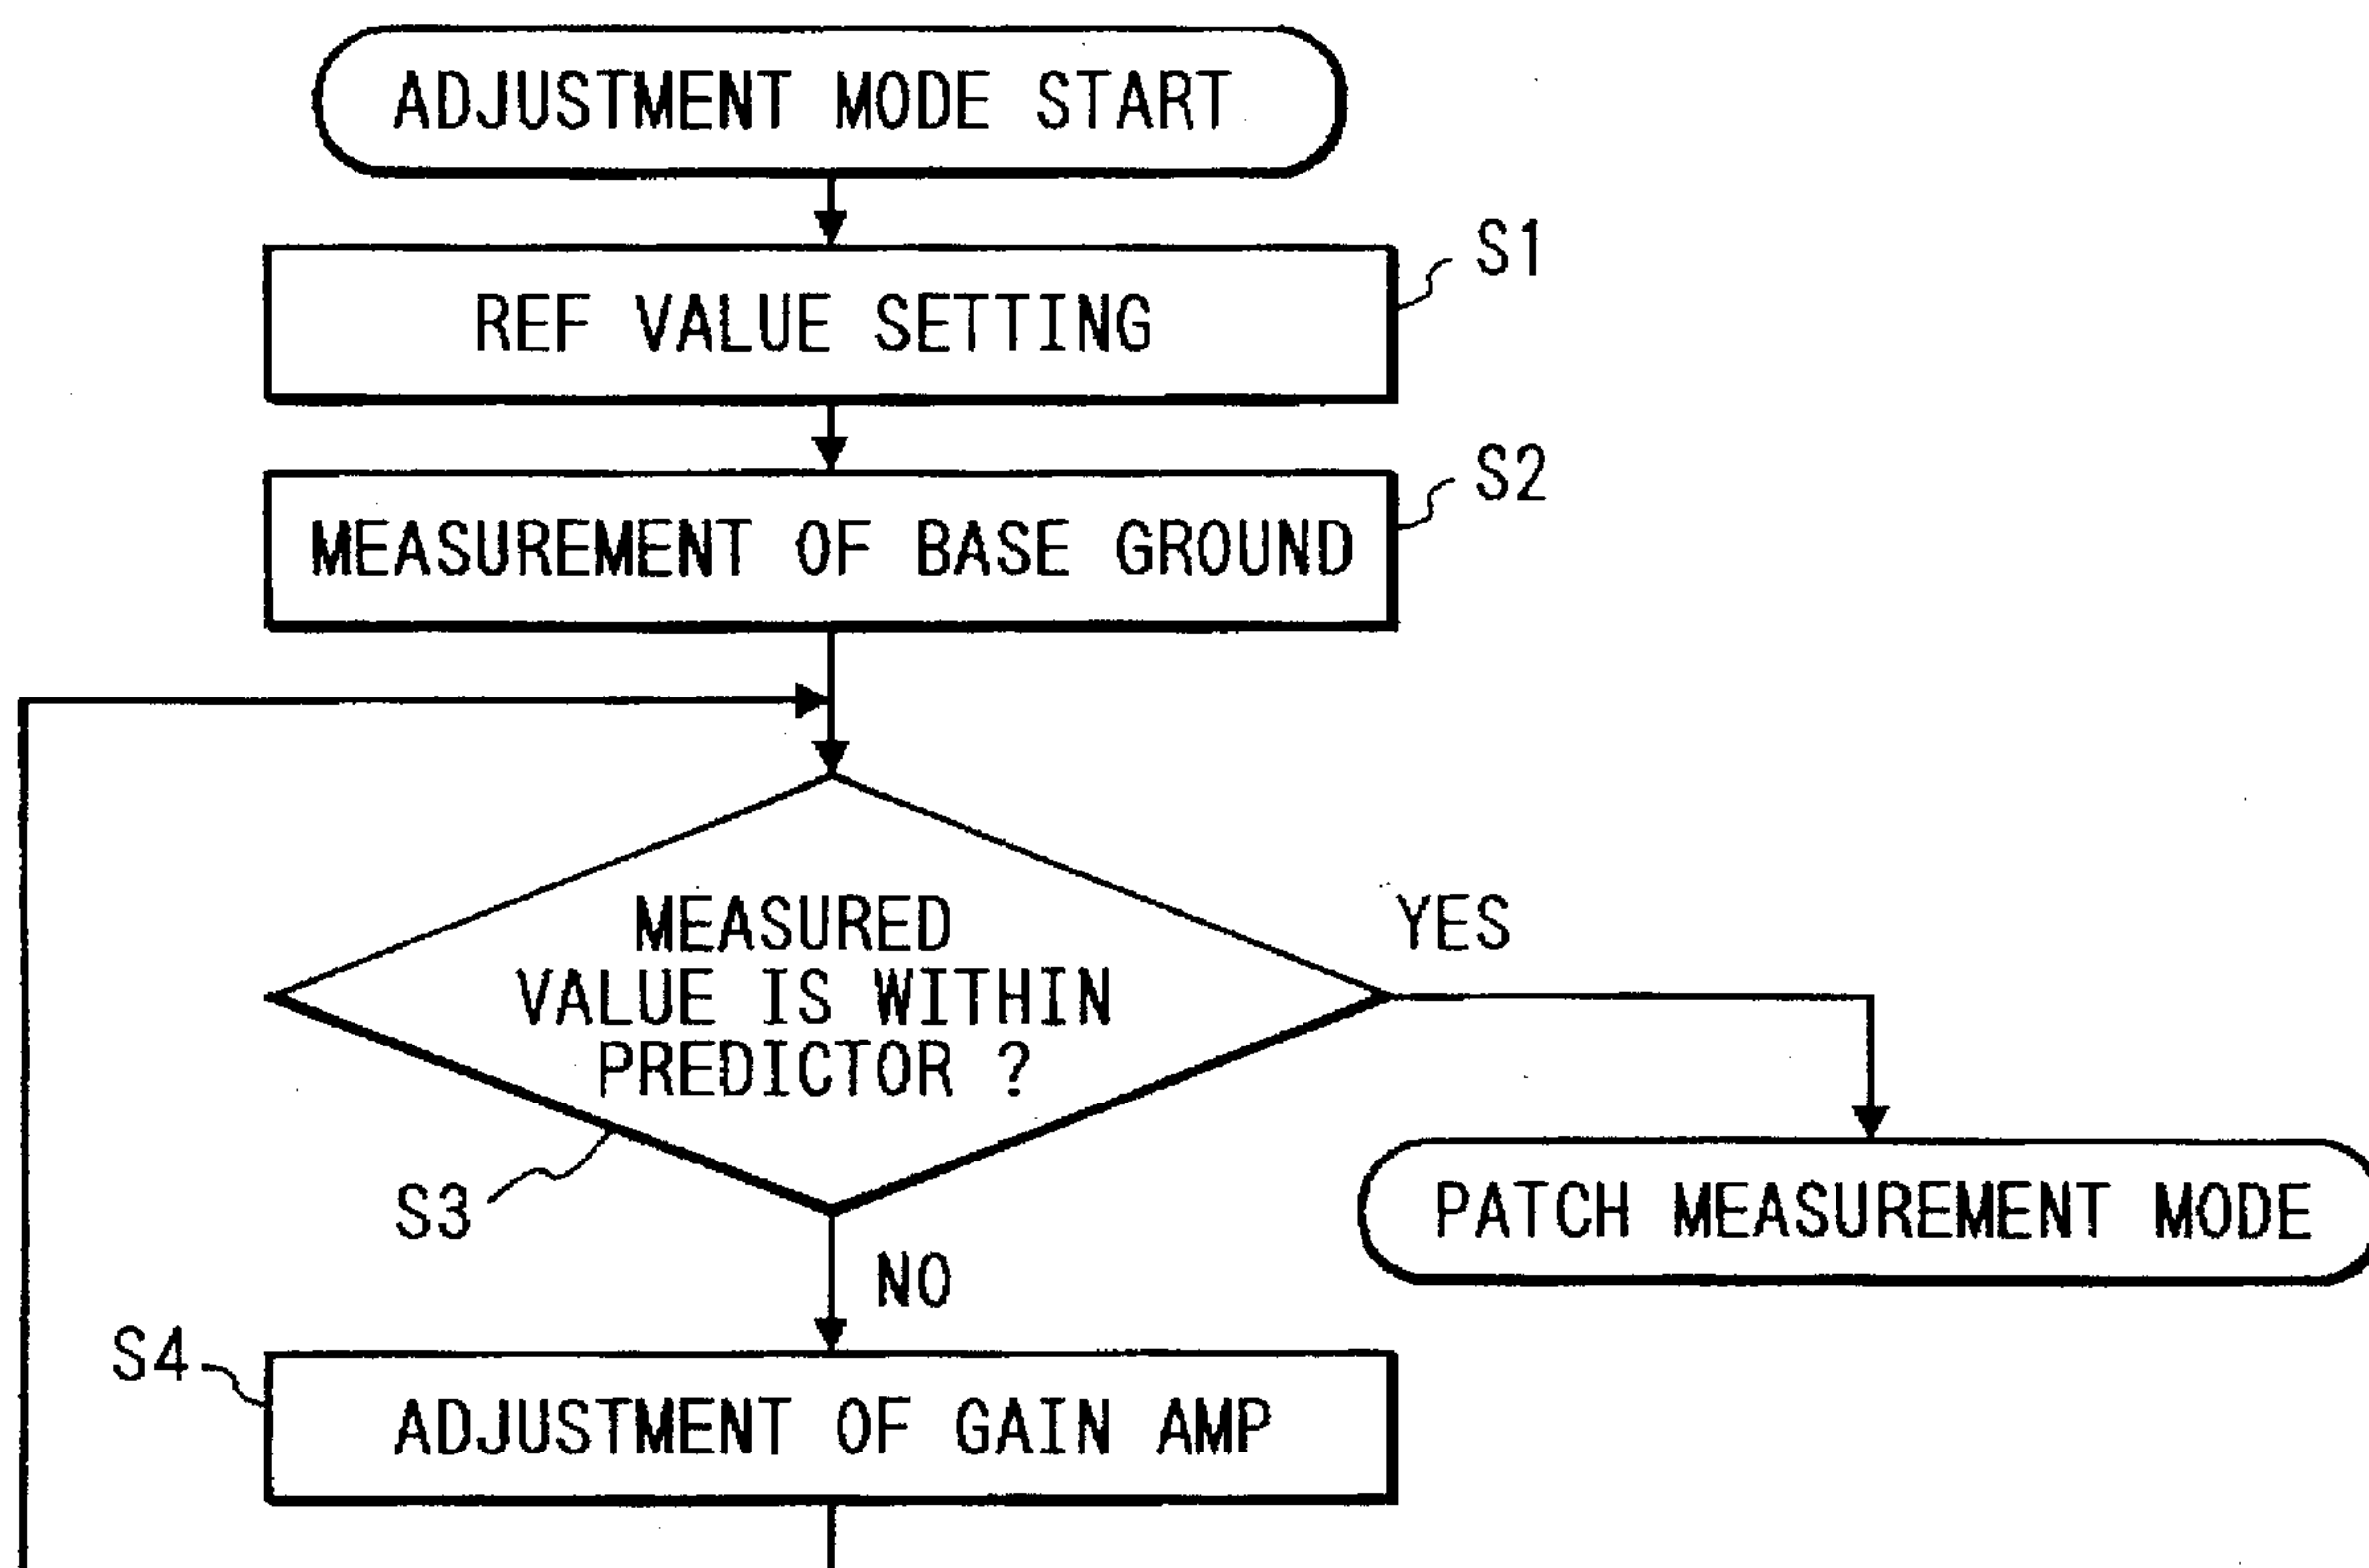 ADJUSTMENT MODE START
S1
REF VALUE SETTING
S2
MEASUREMENT OF BASE GROUND
MEASURED
VALUE IS WITHIN
PREDICTOR ?
YES
S3
PATCH MEASUREMENT MODE
NO
S4
ADJUSTMENT OF GAIN AMP